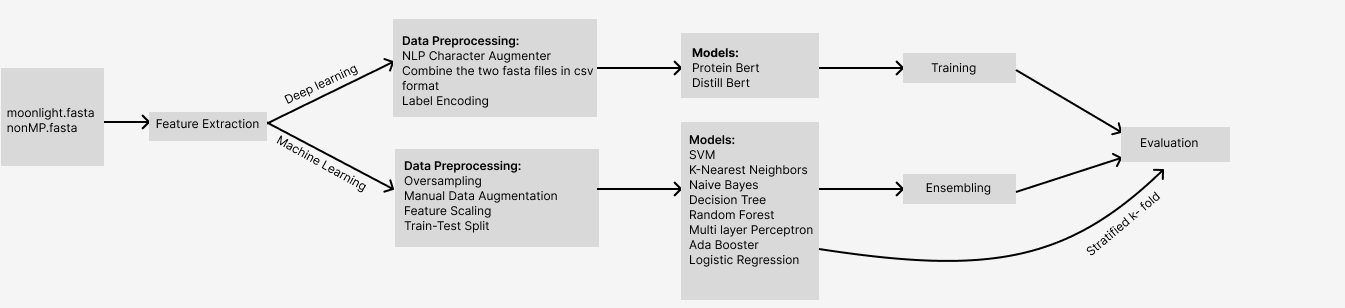 moonlight.fasta
nonMP.fasta
Feature Extraction
Deep learning
Machine Learning
Data Preprocessing:
NLP Character Augmenter
Combine the two fasta files in csv
format
Label Encoding
Data Preprocessing:
Oversampling
Manual Data Augmentation
Feature Scaling
Train-Test Split
Models:
Protein Bert
Distill Bert
Models:
SVM
K-Nearest Neighbors
Naive Bayes
Decision Tree
Random Forest
Multi layer Perceptron
Ada Booster
Logistic Regression
Training
Ensembling
Stratified k- fold
Evaluation